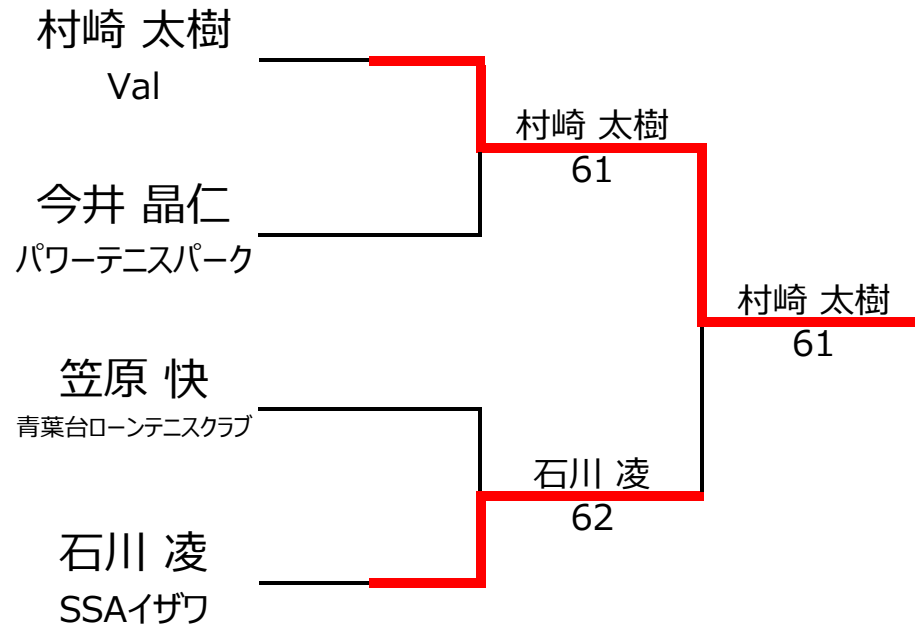 村崎 太樹
Val
今井 晶仁
パワーテニスパーク
笠原 快
青葉台ローンテニスクラブ
石川 凌
SSAイザワ
村崎 太樹
61
石川 凌
62
村崎 太樹
61